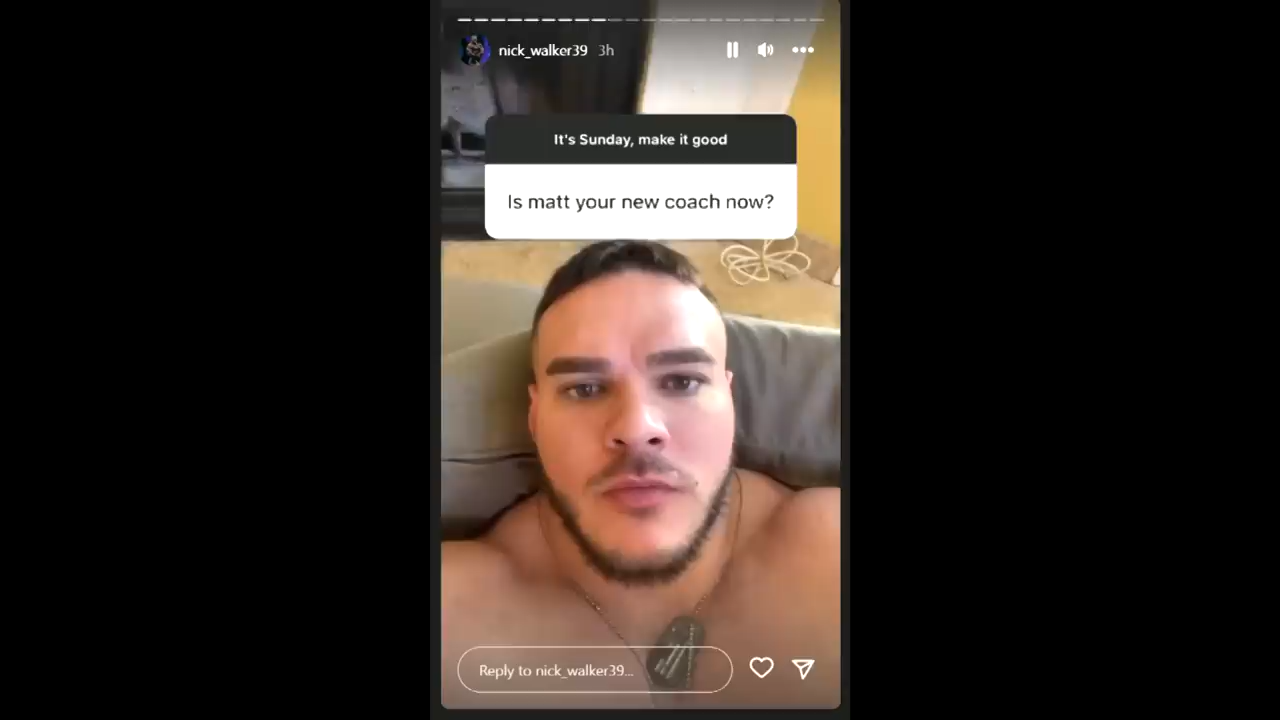 nick_walker39 3h
It's Sunday, make it good
Is matt your new coach now?
Reply to nick_walker39...